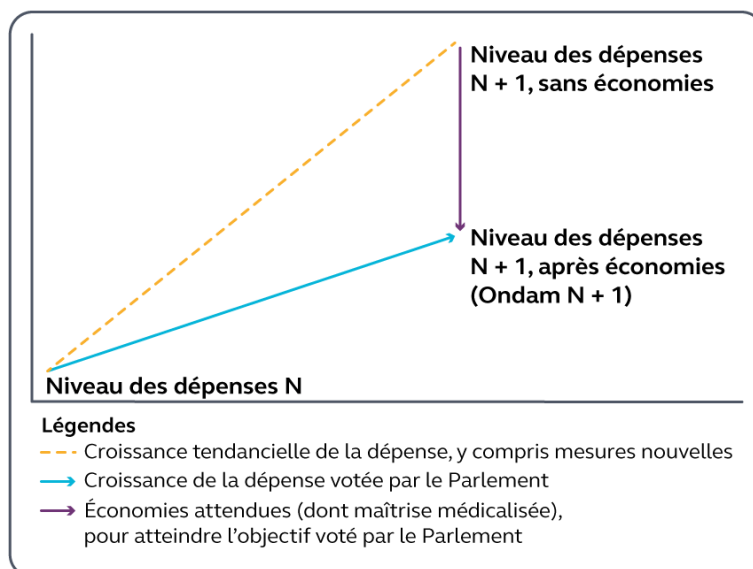 Niveau des dépenses
N + 1, sans économies
Niveau des dépenses
N + 1, après économies
(Ondam N + 1)
Niveau des dépenses N
Légendes
Croissance tendancielle de la dépense, y compris mesures nouvelles
Croissance de la dépense votée par le Parlement
Économies attendues (dont maîtrise médicalisée),
pour atteindre l’objectif voté par le Parlement